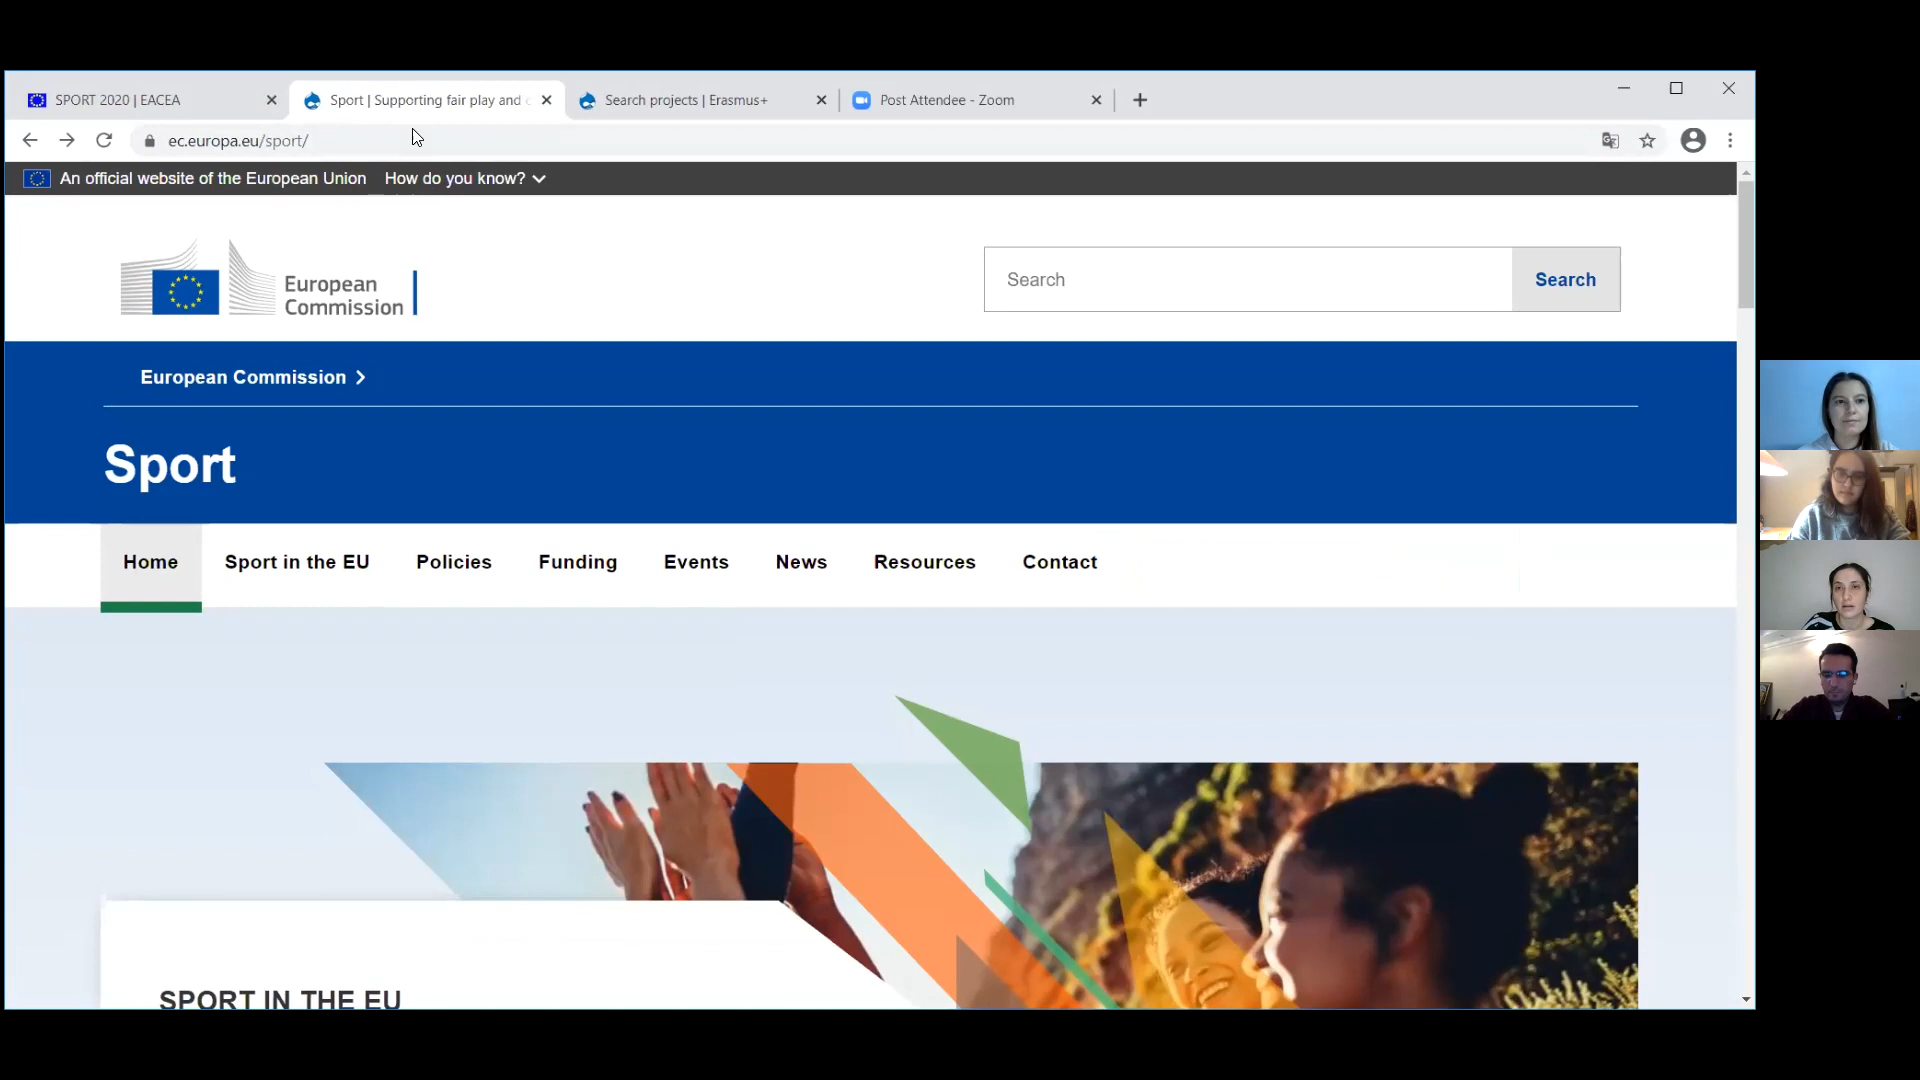 SPORT 2020 | EACEA
Sport | Supporting fair play and
Search projects | Erasmus+
Post Attendee - Zoom
ec.europa.eu/sport/
An official website of the European Union How do you know?
European
Commission
Search
Search
European Commission
Sport
Home Sport in the EU Policies Funding Events News Resources Contact
SPORT IN THE EU